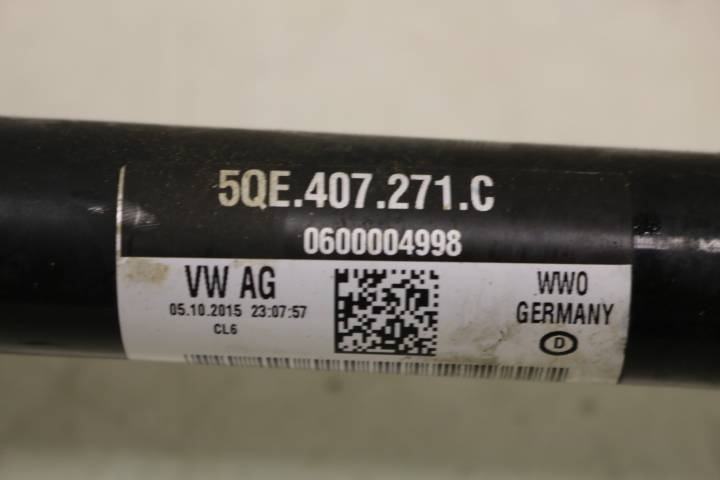 5QE.407.271.C
0600004998
VW AG
05.10.2015 23:07:57
CL6
WWO
GERMANY
D